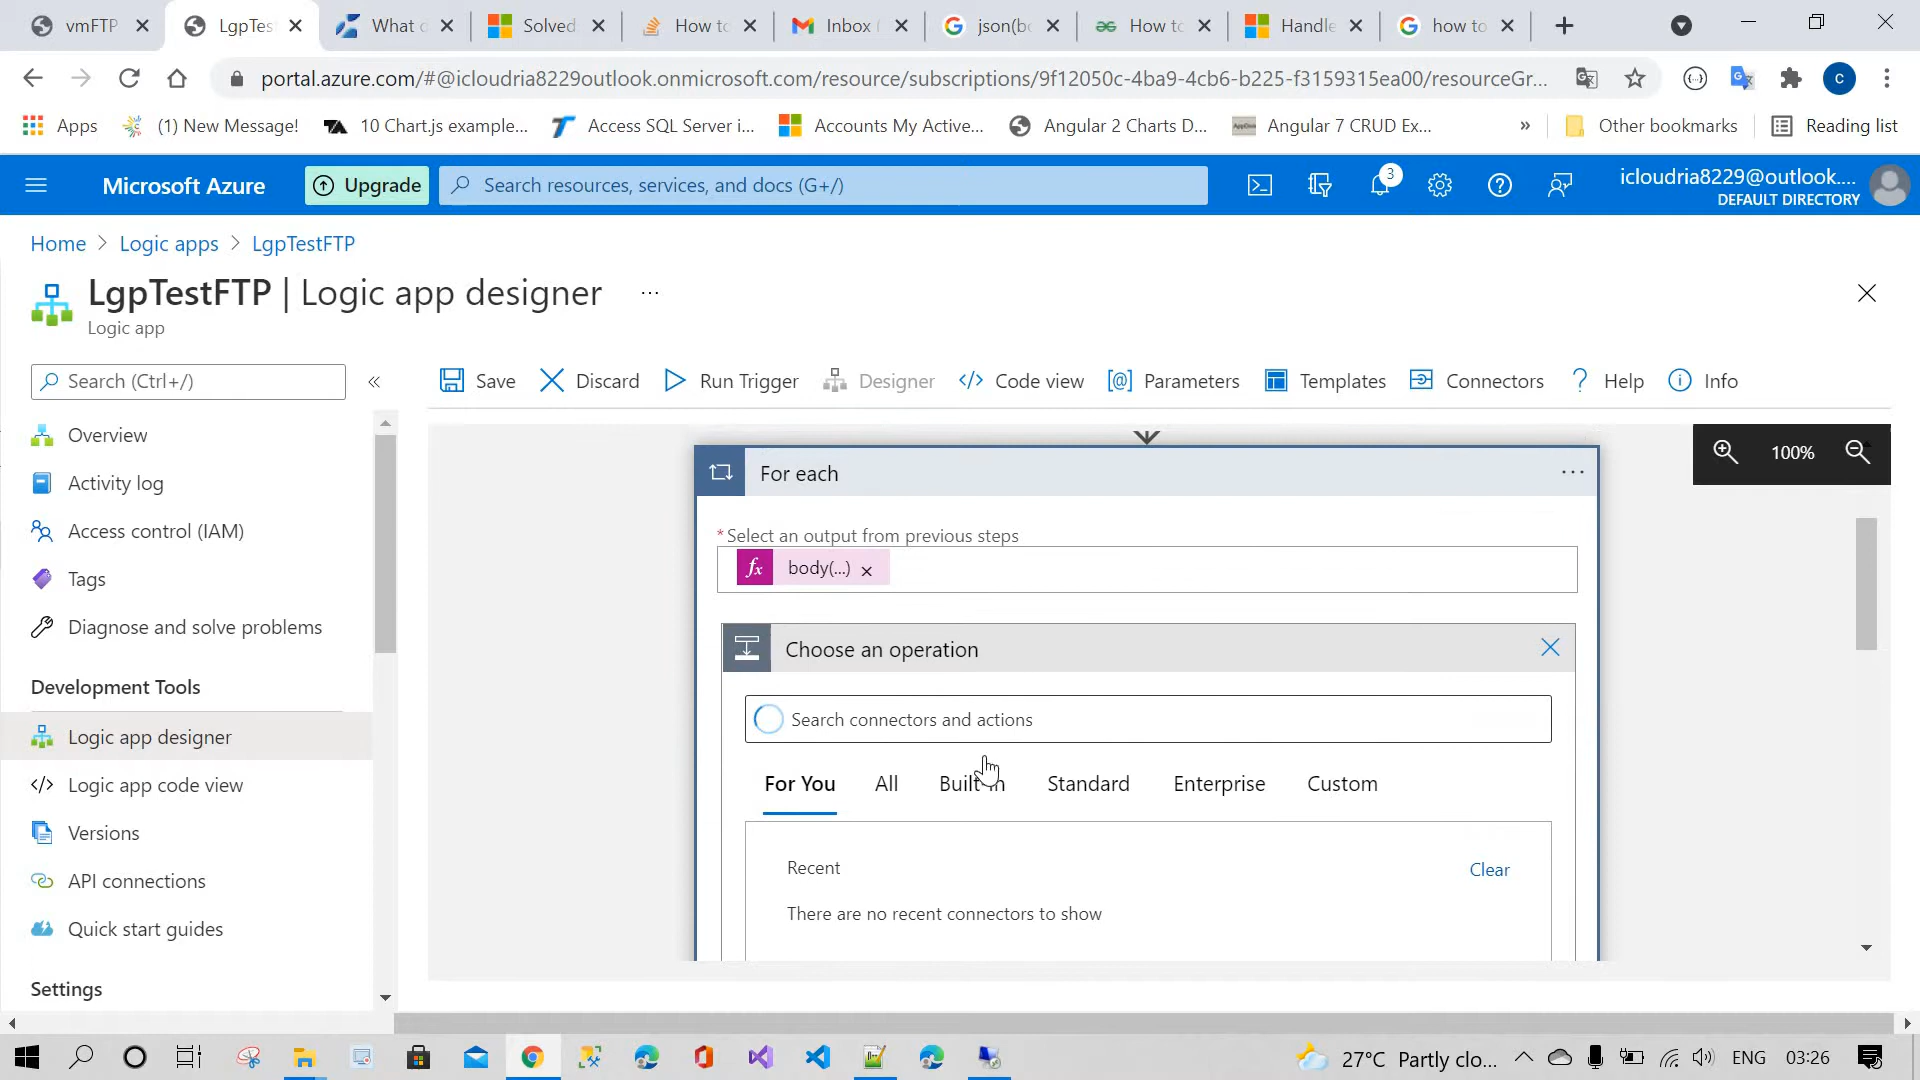 vmFTP
LgpTest
What c
Solved
How to
Inbox
json(bo
How to
Handle
how to
portal.azure.com/#@icloudria8229outlook.onmicrosoft.com/resource/subscriptions/9f12050c-4ba9-4cb6-b225-f3159315ea00/resourceGr...
c
Apps
(1) New Message!
10 Chart.js example...
Access SQL Server i...
Accounts My Active...
Angular 2 Charts D...
Angular 7 CRUD Ex...
»
Other bookmarks
Reading list
Microsoft Azure
Upgrade
Search resources, services, and docs (G+/)
3
icloudria8229@outlook....
DEFAULT DIRECTORY
Home > Logic apps > LgpTestFTP
LgpTestFTP | Logic app designer ...
Logic app
Search (Ctrl+/)
«
Save
Discard
Run Trigger
Designer
Code view
Parameters
Templates
Connectors
Help
Info
Overview
Activity log
Access control (IAM)
Tags
Diagnose and solve problems
Development Tools
Logic app designer
Logic app code view
Versions
API connections
Quick start guides
Settings
For each
...
100%
*Select an output from previous steps
fx body(...) ×
Choose an operation
Search connectors and actions
For You
All
Built-in
Standard
Enterprise
Custom
Recent
Clear
There are no recent connectors to show
27°C Partly clo...
ENG
03:26